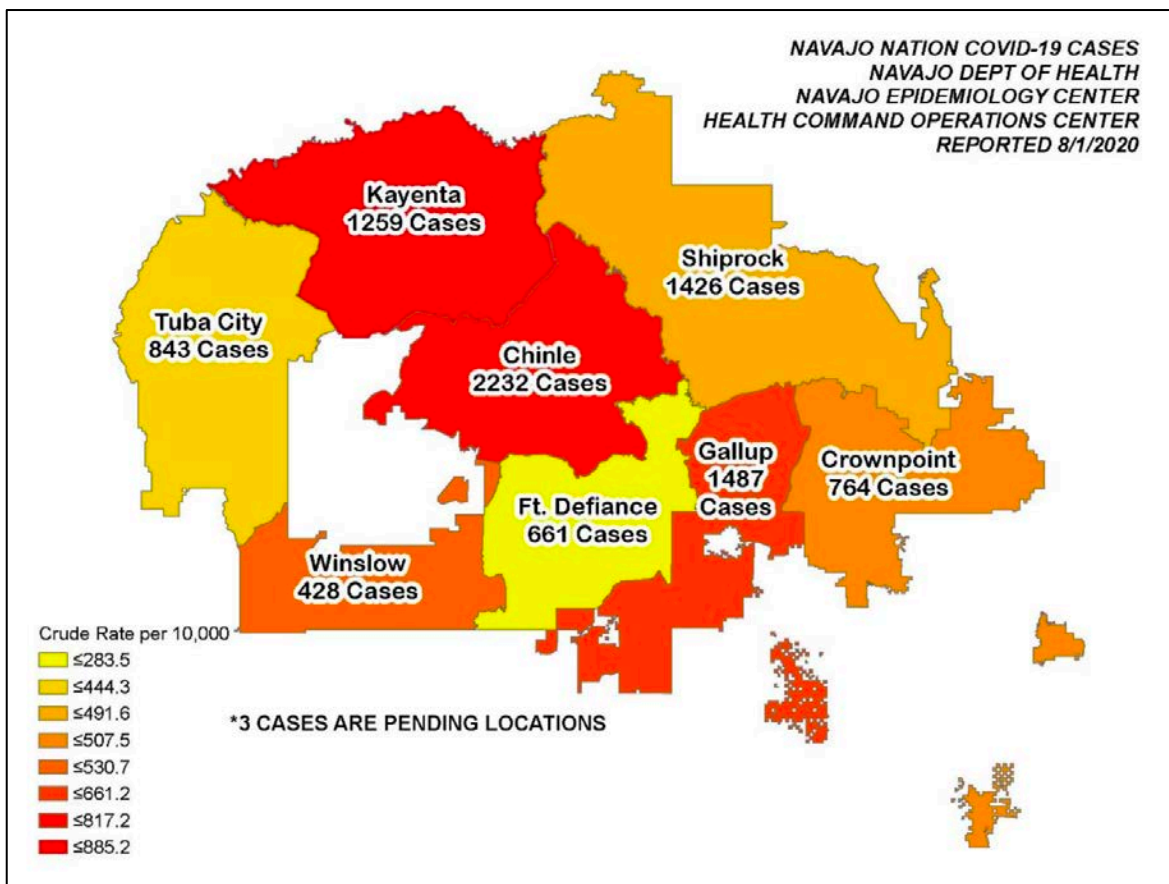 NAVAJO NATION COVID-19 CASES
NAVAJO DEPT OF HEALTH
NAVAJO EPIDEMIOLOGY CENTER
HEALTH COMMAND OPERATIONS CENTER
REPORTED 8/1/2020
Kayenta
1259 Cases
Shiprock
1426 Cases
Tuba City
843 Cases
Chinle
2232 Cases
Gallup
1487
Cases
Crownpoint
764 Cases
Ft. Defiance
661 Cases
Winslow
428 Cases
Crude Rate per 10,000
≤283.5
≤444.3
≤491.6
≤507.5
≤530.7
≤661.2
≤817.2
≤885.2
*3 CASES ARE PENDING LOCATIONS